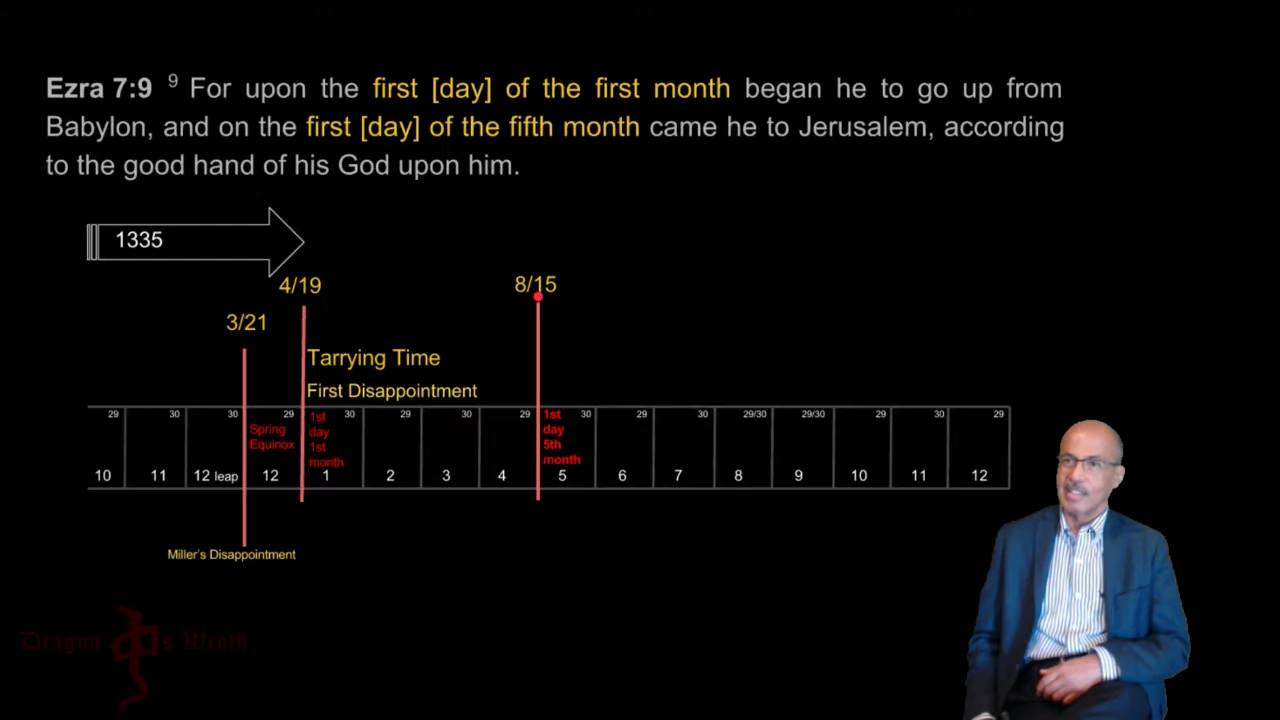 Ezra 7:9 9 For upon the first [day] of the first month began he to go up from
Babylon, and on the first [day] of the fifth month came he to Jerusalem, according
to the good hand of his God upon him.
1335
4/19
8/15
3/21
Tarrying Time
First Disappointment
29 30 30 29 30 29 30 29 30 29 30 29/30 29/30 29 30 29
Spring
Equinox
1st
day
1st
month
1st
day
5th
month
10 11 12 leap 12 1 2 3 4 5 6 7 8 9 10 11 12
Miller's Disappointment
Dragon s Wroth